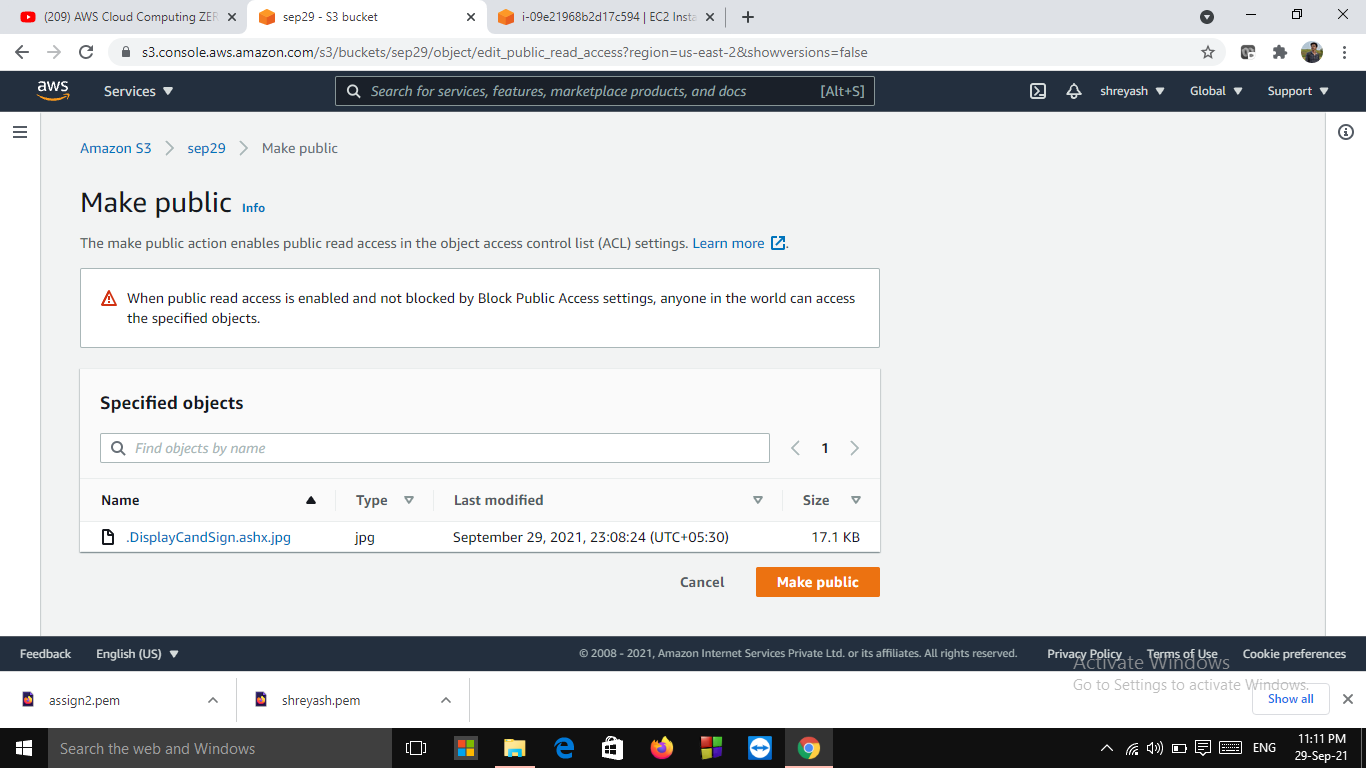 (209) AWS Cloud Computing ZER
sep29 - S3 bucket
i-09e21968b2d17c594 | EC2 Insta
s3.console.aws.amazon.com/s3/buckets/sep29/object/edit_public_read_access?region=us-east-2&showversions=false
aws
Services
Search for services, features, marketplace products, and docs
[Alt+S]
shreyash
Global
Support
Amazon S3
sep29
Make public
Make public
Info
The make public action enables public read access in the object access control list (ACL) settings. Learn more.
When public read access is enabled and not blocked by Block Public Access settings, anyone in the world can access
the specified objects.
Specified objects
Find objects by name
1
Name
Type
Last modified
Size
.DisplayCandSign.ashx.jpg
jpg
September 29, 2021, 23:08:24 (UTC+05:30)
17.1 KB
Cancel
Make public
Feedback
English (US)
© 2008 - 2021, Amazon Internet Services Private Ltd. or its affiliates. All rights reserved.
Privacy Policy
Terms of Use
Cookie preferences
Activate Windows
Go to Settings to activate Windows.
assign2.pem
shreyash.pem
Show all
Search the web and Windows
ENG
11:11 PM
29-Sep-21